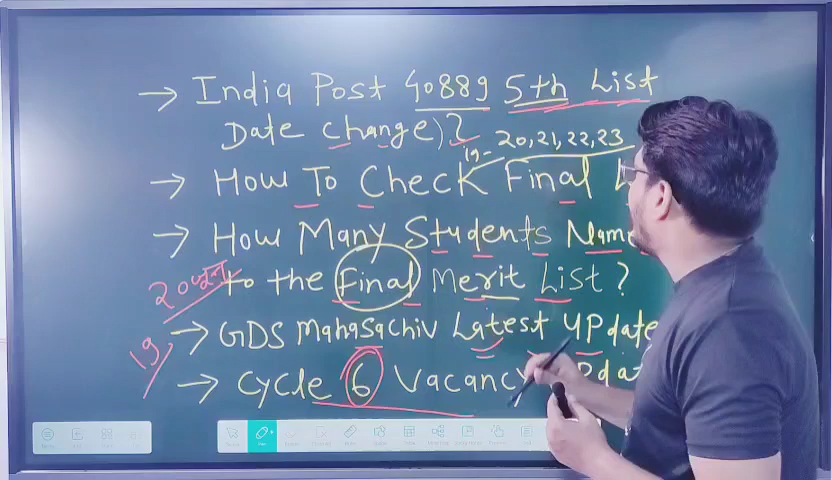 → India Post 40889 5th List
Date change)?
19- 20,21,22,23
→ How To Check Final L
→ How Many Students Name
to the Final Merit List?
→ GDS Mahasachiv Latest UPdate
19
→ Cycle 6 Vacancy UPdat